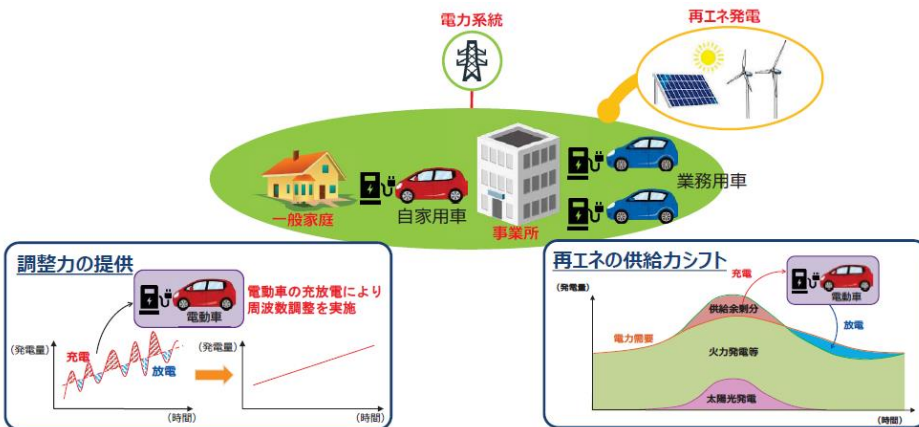 電力系統
再エネ発電
一般家庭
自家用車
事業所
業務用車
調整力の提供
電動車
電動車の充放電により
周波数調整を実施
(発電量)
充電
放電
(時間)
(発電量)
(時間)
再エネの供給力シフト
(発電量)
充電
電動車
放電
供給余剰分
電力需要
火力発電等
太陽光発電
(時間)